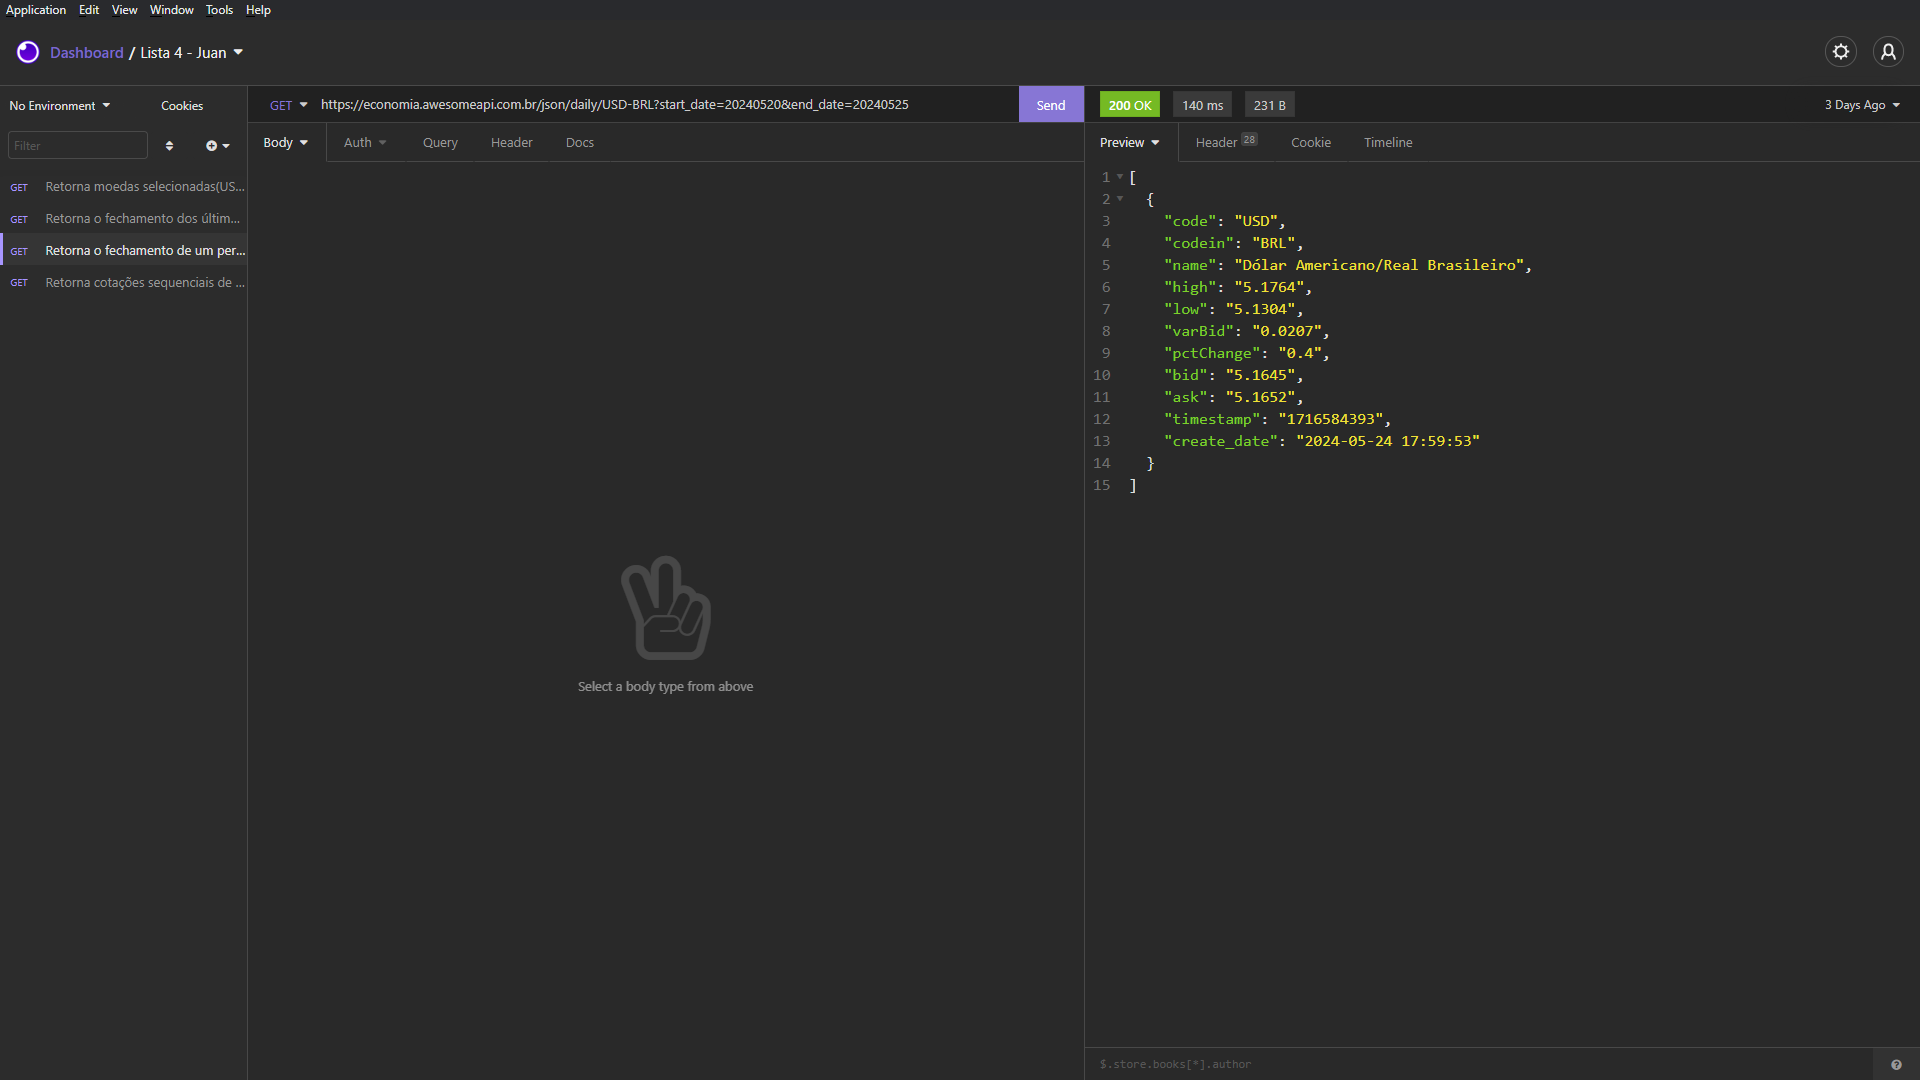 Application Edit View Window Tools Help
Dashboard / Lista 4 - Juan
No Environment Cookies
Filter
GET Retorna moedas selecionadas(US...
GET Retorna o fechamento dos últim...
GET Retorna o fechamento de um per...
GET Retorna cotações sequenciais de ...
GET https://economia.awesomeapi.com.br/json/daily/USD-BRL?start_date=20240520&end_date=20240525 Send
Body Auth Query Header Docs
Select a body type from above
200 OK 140 ms 231 B 3 Days Ago
Preview Header 28 Cookie Timeline
1 [
2 {
3 "code": "USD",
4 "codein": "BRL",
5 "name": "Dólar Americano/Real Brasileiro",
6 "high": "5.1764",
7 "low": "5.1304",
8 "varBid": "0.0207",
9 "pctChange": "0.4",
10 "bid": "5.1645",
11 "ask": "5.1652",
12 "timestamp": "1716584393",
13 "create_date": "2024-05-24 17:59:53"
14 }
15 ]
$.store.books[*].author